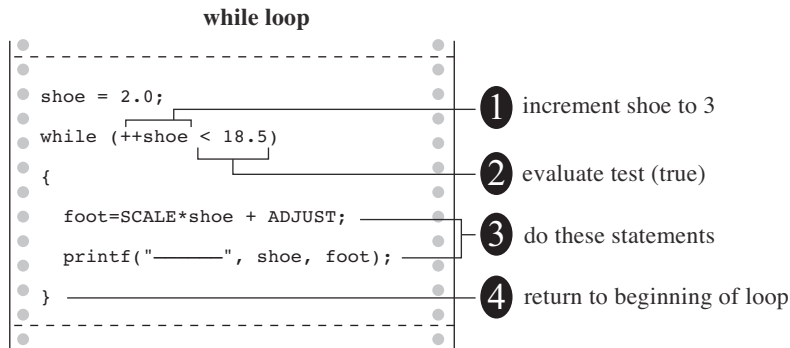 while loop
shoe = 2.0;
while (++shoe < 18.5)
{
foot=SCALE*shoe + ADJUST;
printf("———", shoe, foot);
}
1 increment shoe to 3
2 evaluate test (true)
3 do these statements
4 return to beginning of loop